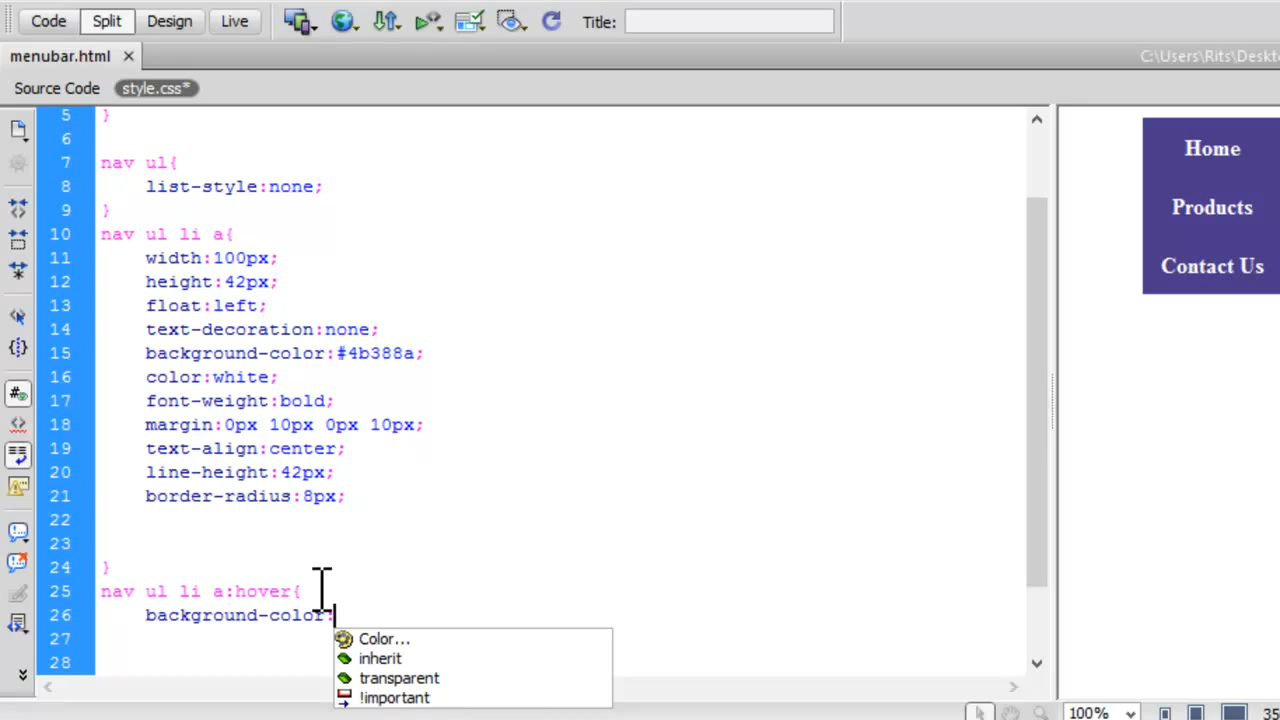 Code Split Design Live Title:
menubar.html × C:\Users\Rits\Deskto
Source Code style.css*
5 }
6
7 nav ul{
8 list-style:none;
9 }
10 nav ul li a{
11 width:100px;
12 height:42px;
13 float:left;
14 text-decoration:none;
15 background-color:#4b388a;
16 color:white;
17 font-weight:bold;
18 margin:0px 10px 0px 10px;
19 text-align:center;
20 line-height:42px;
21 border-radius:8px;
22
23
24 }
25 nav ul li a:hover{
26 background-color:
27
28
Color...
inherit
transparent
!important
Home
Products
Contact Us
100% 35